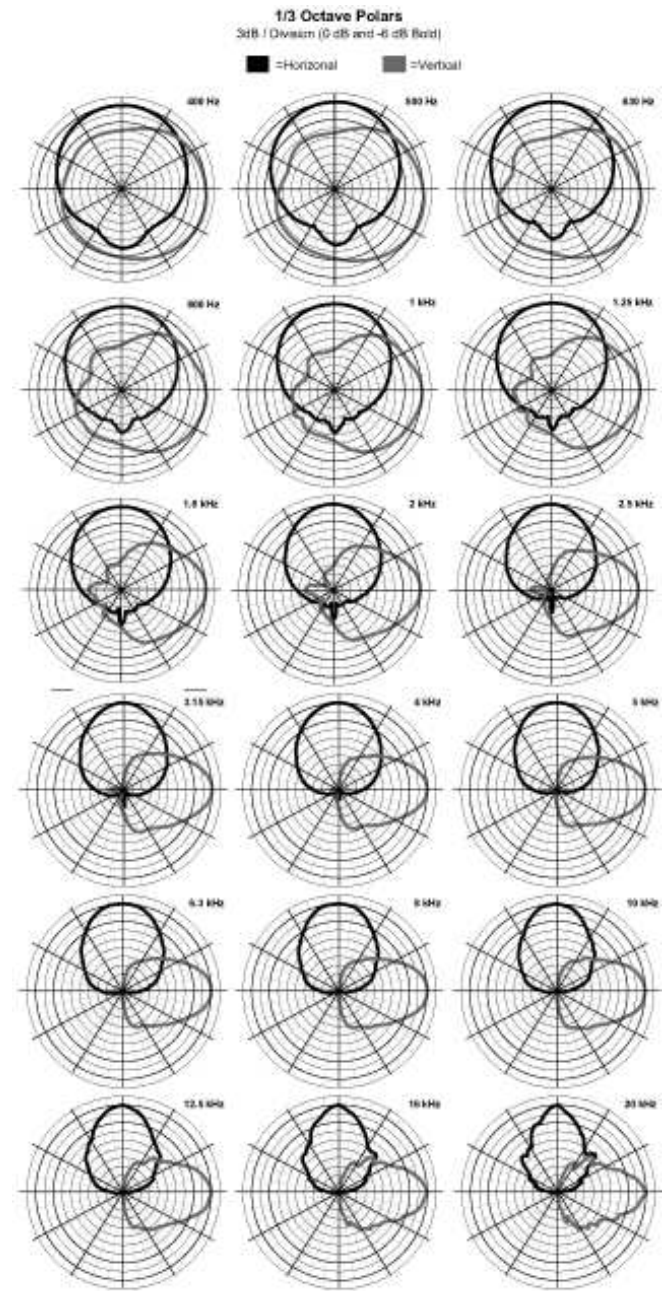 1/3 Octave Polars
3dB / Division (0 dB and -6 dB Bold)
=Horizonal =Vertical
400 Hz 500 Hz 630 Hz
800 Hz 1 kHz 1.25 kHz
1.6 kHz 2 kHz 2.5 kHz
3.15 kHz 4 kHz 5 kHz
6.3 kHz 8 kHz 10 kHz
12.5 kHz 16 kHz 20 kHz